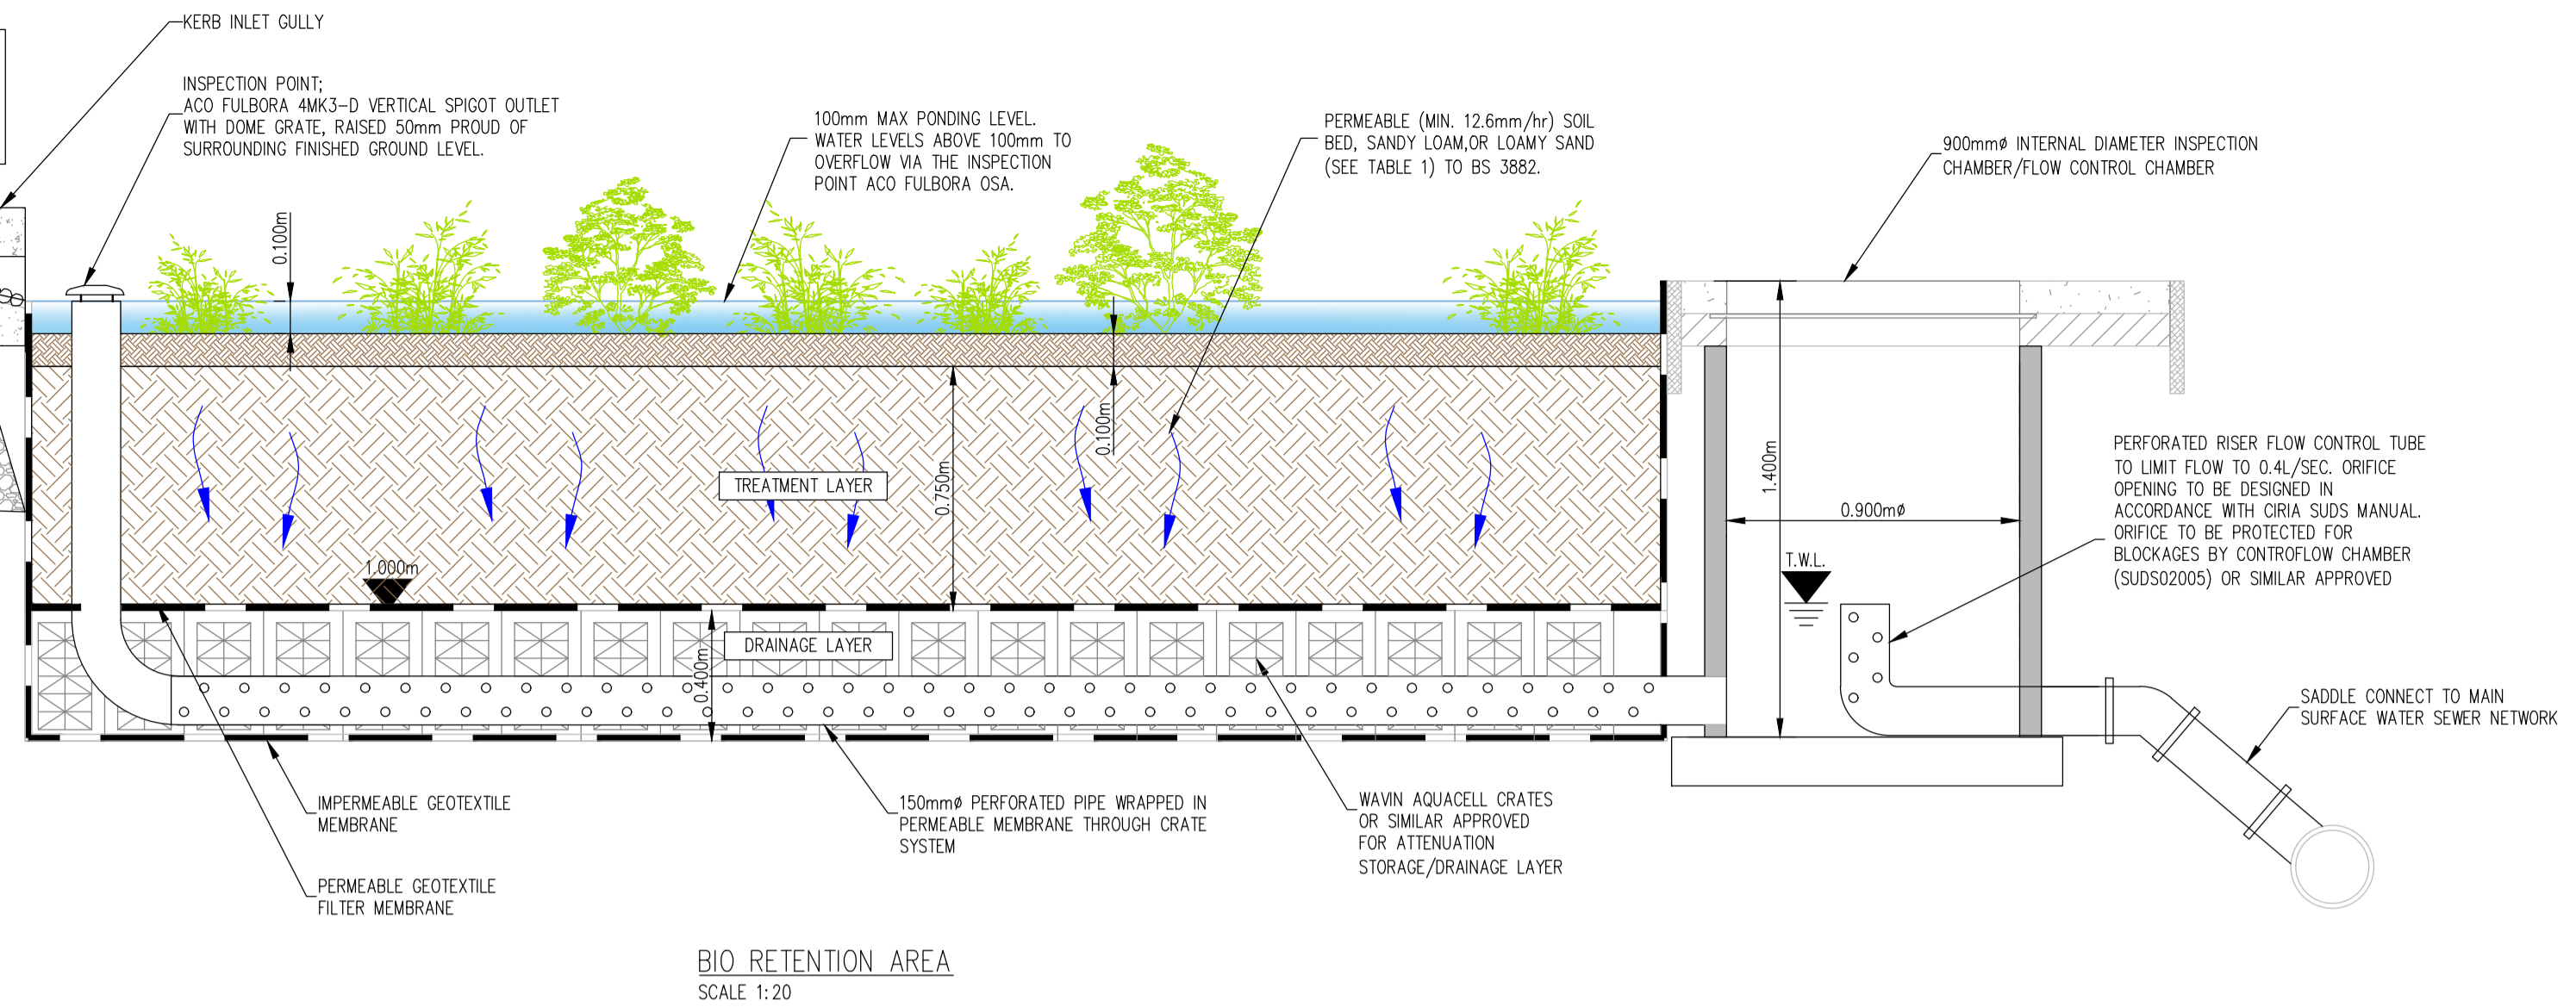 KERB INLET GULLY
INSPECTION POINT;
ACO FULBORA 4MK3-D VERTICAL SPIGOT OUTLET
WITH DOME GRATE, RAISED 50mm PROUD OF
SURROUNDING FINISHED GROUND LEVEL.
100mm MAX PONDING LEVEL.
WATER LEVELS ABOVE 100mm TO
OVERFLOW VIA THE INSPECTION
POINT ACO FULBORA OSA.
PERMEABLE (MIN. 12.6mm/hr) SOIL
BED, SANDY LOAM,OR LOAMY SAND
(SEE TABLE 1) TO BS 3882.
900mmø INTERNAL DIAMETER INSPECTION
CHAMBER/FLOW CONTROL CHAMBER
0.100m
0.100m
0.750m
TREATMENT LAYER
1.000m
DRAINAGE LAYER
0.400m
1.400m
0.900mø
T.W.L.
PERFORATED RISER FLOW CONTROL TUBE
TO LIMIT FLOW TO 0.4L/SEC. ORIFICE
OPENING TO BE DESIGNED IN
ACCORDANCE WITH CIRIA SUDS MANUAL.
ORIFICE TO BE PROTECTED FOR
BLOCKAGES BY CONTROFLOW CHAMBER
(SUDS02005) OR SIMILAR APPROVED
SADDLE CONNECT TO MAIN
SURFACE WATER SEWER NETWORK
IMPERMEABLE GEOTEXTILE
MEMBRANE
PERMEABLE GEOTEXTILE
FILTER MEMBRANE
150mmø PERFORATED PIPE WRAPPED IN
PERMEABLE MEMBRANE THROUGH CRATE
SYSTEM
WAVIN AQUACELL CRATES
OR SIMILAR APPROVED
FOR ATTENUATION
STORAGE/DRAINAGE LAYER
BIO RETENTION AREA
SCALE 1:20